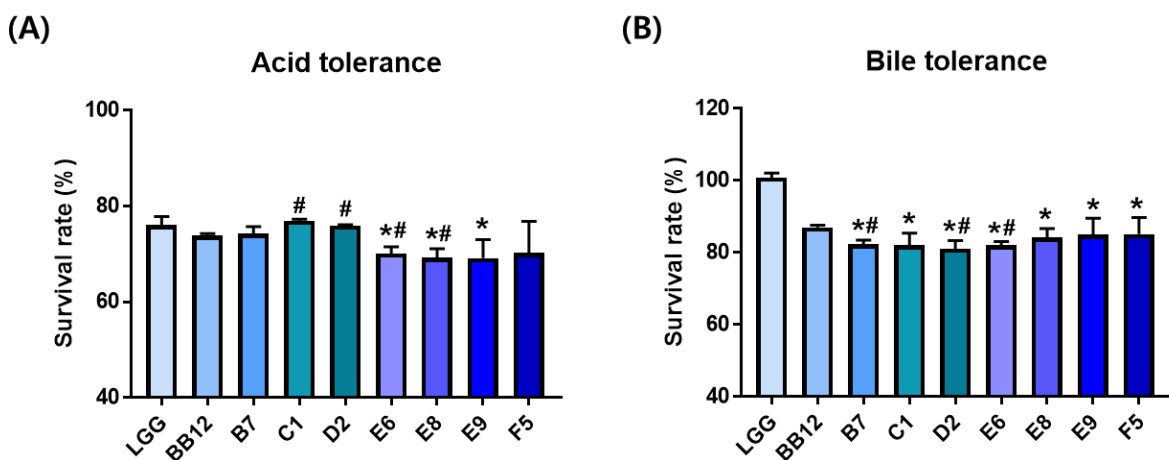 (A)
Acid tolerance
Survival rate (%)
100
80
60
40
#
#
*#
*#
*
LGG
BB12
B7
C1
D2
E6
E8
E9
F5
(B)
Bile tolerance
Survival rate (%)
120
100
80
60
40
*#
*
*#
*#
*
*
*
LGG
BB12
B7
C1
D2
E6
E8
E9
F5